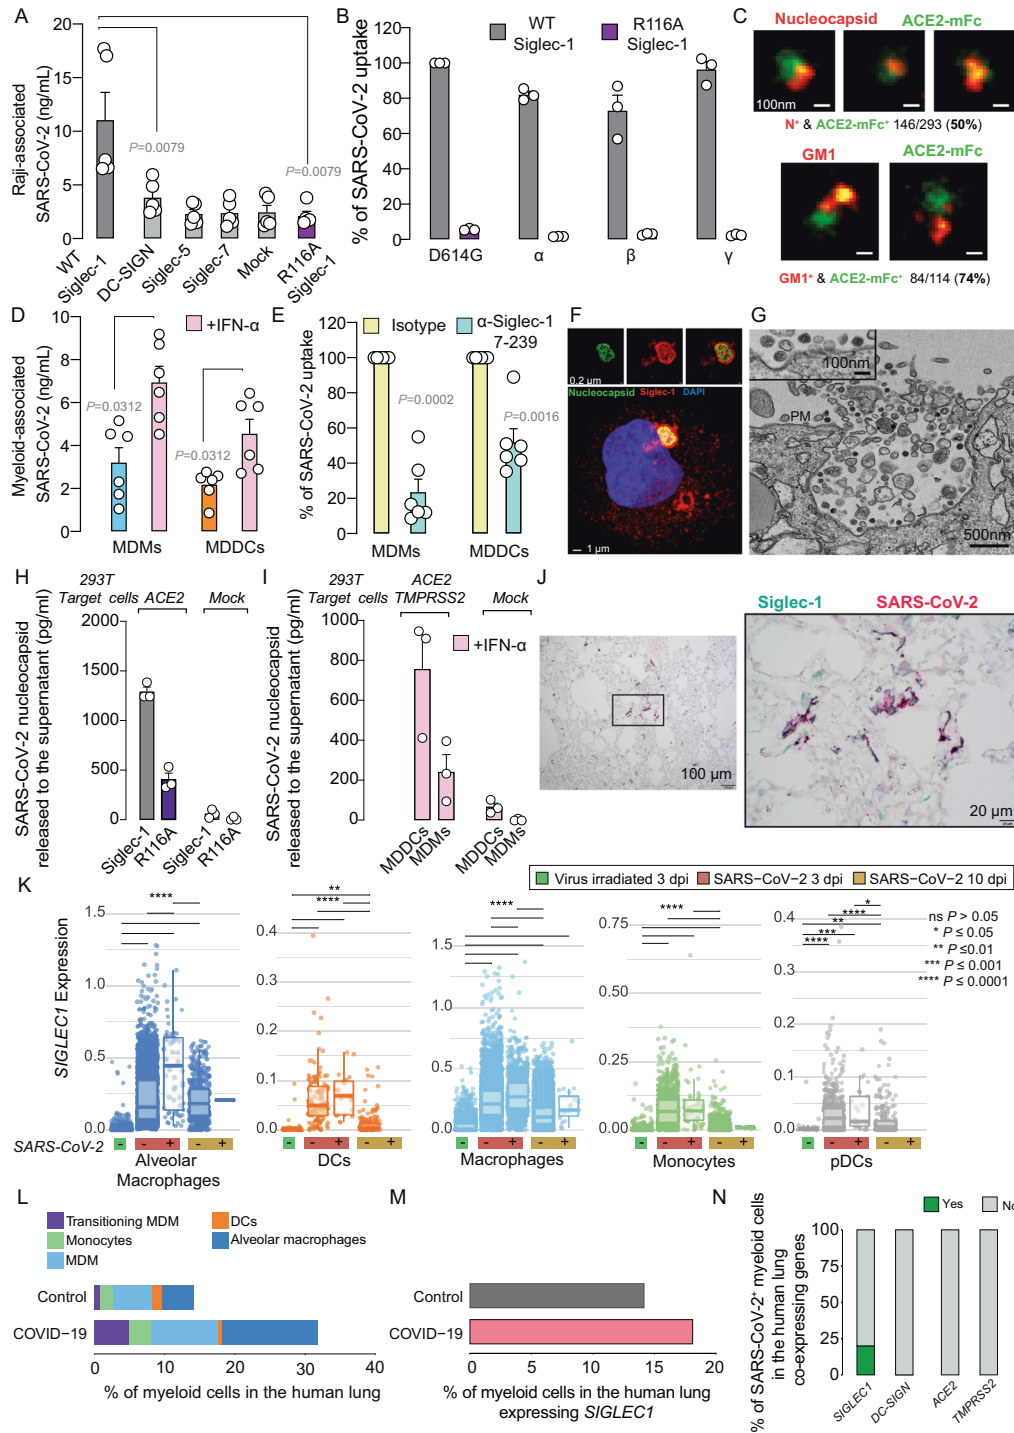 A
Raji-associated
SARS-CoV-2 (ng/mL)
20
15
10
5
0
P=0.0079
P=0.0079
WT
Siglec-1
DC-SIGN
Siglec-5
Siglec-7
Mock
R116A
Siglec-1
B
% of SARS-CoV-2 uptake
WT
Siglec-1
R116A
Siglec-1
120
100
80
60
40
20
0
D614G
α
β
γ
C
Nucleocapsid
ACE2-mFc
100nm
N+ & ACE2-mFc+ 146/293 (50%)
GM1
ACE2-mFc
GM1+ & ACE2-mFc+ 84/114 (74%)
D
Myeloid-associated
SARS-CoV-2 (ng/mL)
+IFN-α
10
8
6
4
2
0
P=0.0312
P=0.0312
MDMs
MDDCs
E
% of SARS-CoV-2 uptake
Isotype
α-Siglec-1
7-239
120
100
80
60
40
20
0
P=0.0002
P=0.0016
MDMs
MDDCs
F
0.2 μm
Nucleocapsid Siglec-1 DAPI
1 μm
G
100nm
PM
500nm
H
293T
Target cells
ACE2
Mock
SARS-CoV-2 nucleocapsid
released to the supernatant (pg/ml)
2000
1500
1000
500
0
Siglec-1
R116A
Siglec-1
R116A
I
293T
Target cells
ACE2
TMPRSS2
Mock
SARS-CoV-2 nucleocapsid
released to the supernatant (pg/ml)
+IFN-α
1000
800
600
400
200
0
MDDCs
MDMs
MDDCs
MDMs
J
Siglec-1
SARS-CoV-2
100 μm
20 μm
K
Virus irradiated 3 dpi
SARS-CoV-2 3 dpi
SARS-CoV-2 10 dpi
SIGLEC1 Expression
1.5
1.0
0.5
0.0
****
0.4
0.3
0.2
0.1
0.0
**
****
1.5
1.0
0.5
0.0
****
0.75
0.50
0.25
0.00
****
0.4
0.3
0.2
0.1
0.0
*
****
**
***
****
ns P > 0.05
* P ≤ 0.05
** P ≤0.01
*** P ≤ 0.001
**** P ≤ 0.0001
SARS-CoV-2
- - + - +
- - + - +
- - + - +
- - + - +
- - + - +
Alveolar
Macrophages
DCs
Macrophages
Monocytes
pDCs
L
Transitioning MDM
Monocytes
MDM
DCs
Alveolar macrophages
Control
COVID−19
0 10 20 30 40
% of myeloid cells in the human lung
M
Control
COVID−19
0 5 10 15 20
% of myeloid cells in the human lung
expressing SIGLEC1
N
Yes
No
% of SARS-CoV-2+ myeloid cells
in the human lung
co-expressing genes
100
75
50
25
0
SIGLEC1
DC-SIGN
ACE2
TMPRSS2